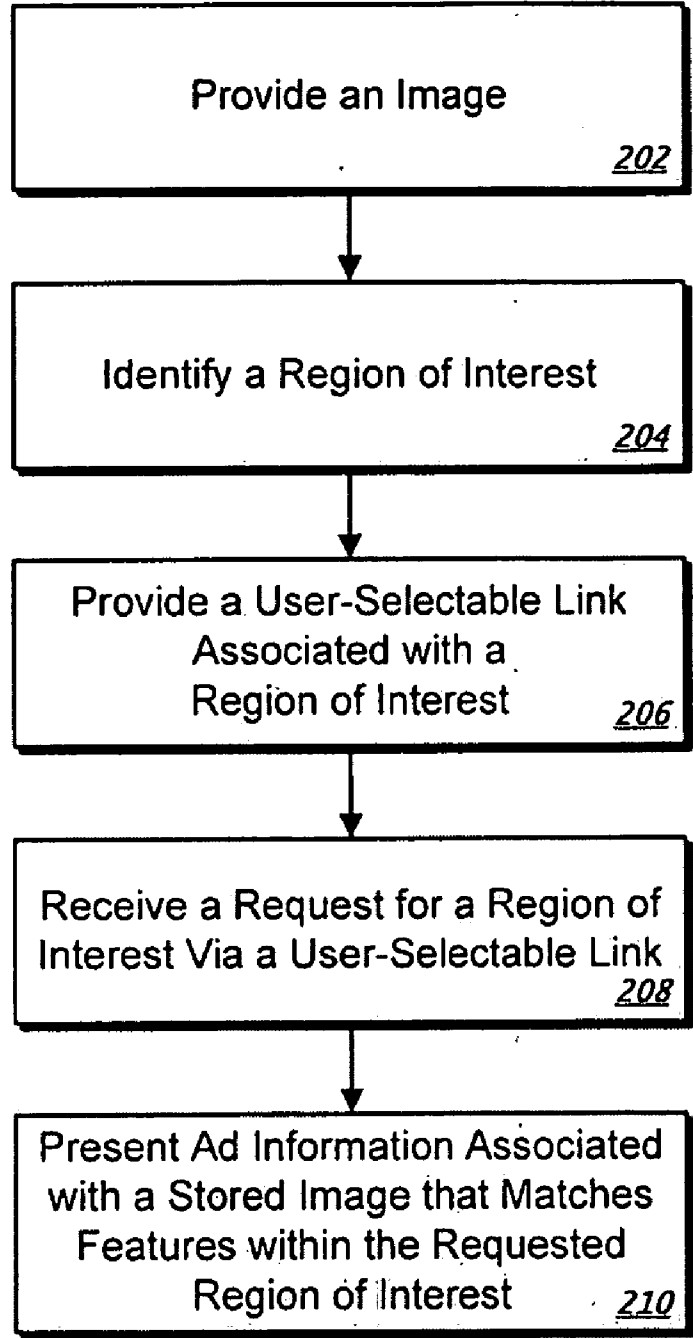 Provide an Image
202
Identify a Region of Interest
204
Provide a User-Selectable Link
Associated with a
Region of Interest
206
Receive a Request for a Region of
Interest Via a User-Selectable Link
208
Present Ad Information Associated
with a Stored Image that Matches
Features within the Requested
Region of Interest
210